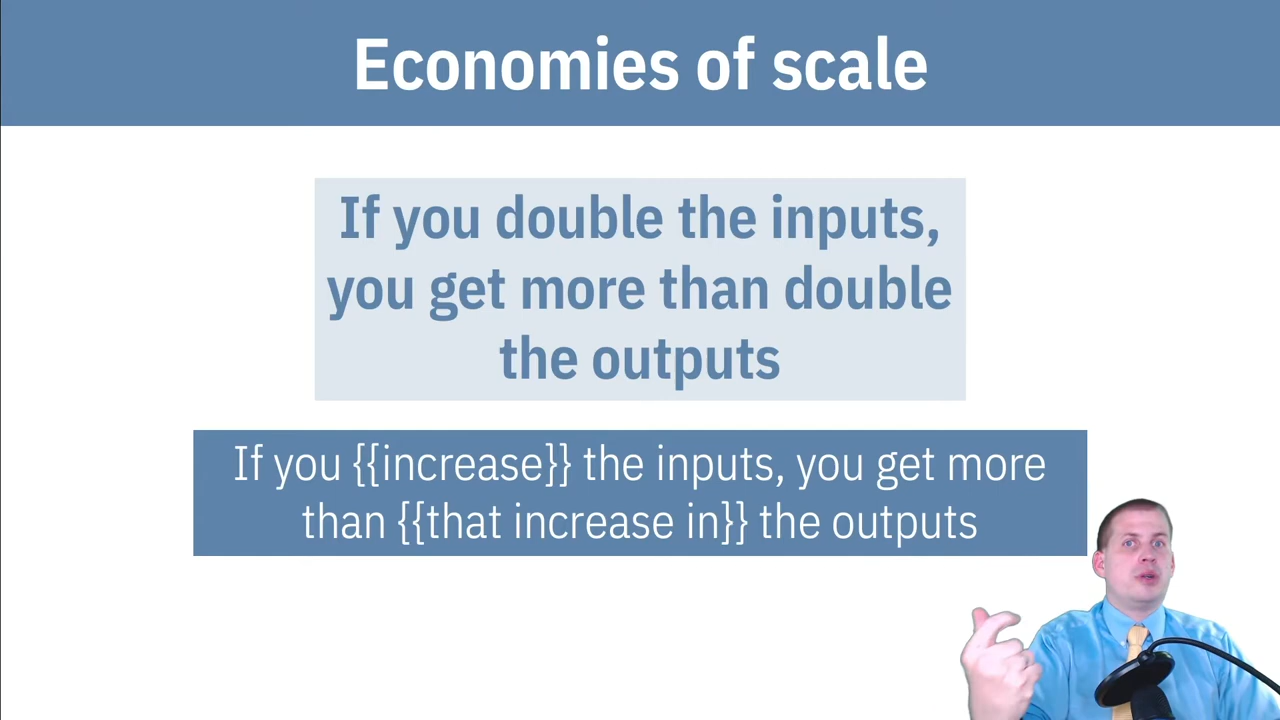 Economies of scale
If you double the inputs,
you get more than double
the outputs
If you {{increase}} the inputs, you get more
than {{that increase in}} the outputs